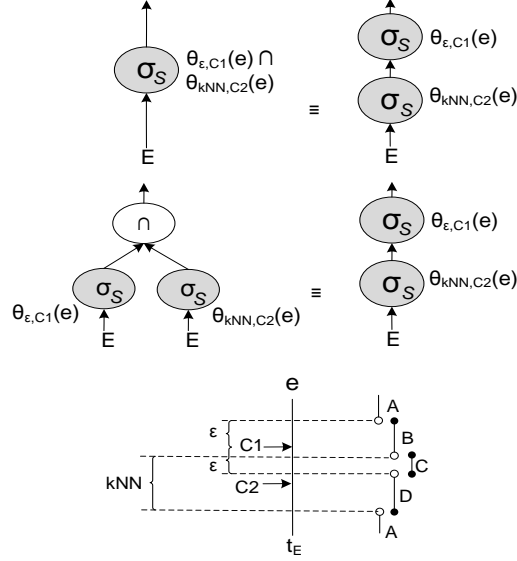 σS θε,C1(e) ∩
θkNN,C2(e)
E
≡
σS θε,C1(e)
σS θkNN,C2(e)
E
∩
σS σS
θε,C1(e) θkNN,C2(e)
E E
≡
σS θε,C1(e)
σS θkNN,C2(e)
E
e
A
ε
C1 B
ε C
kNN C2 D
A
tE